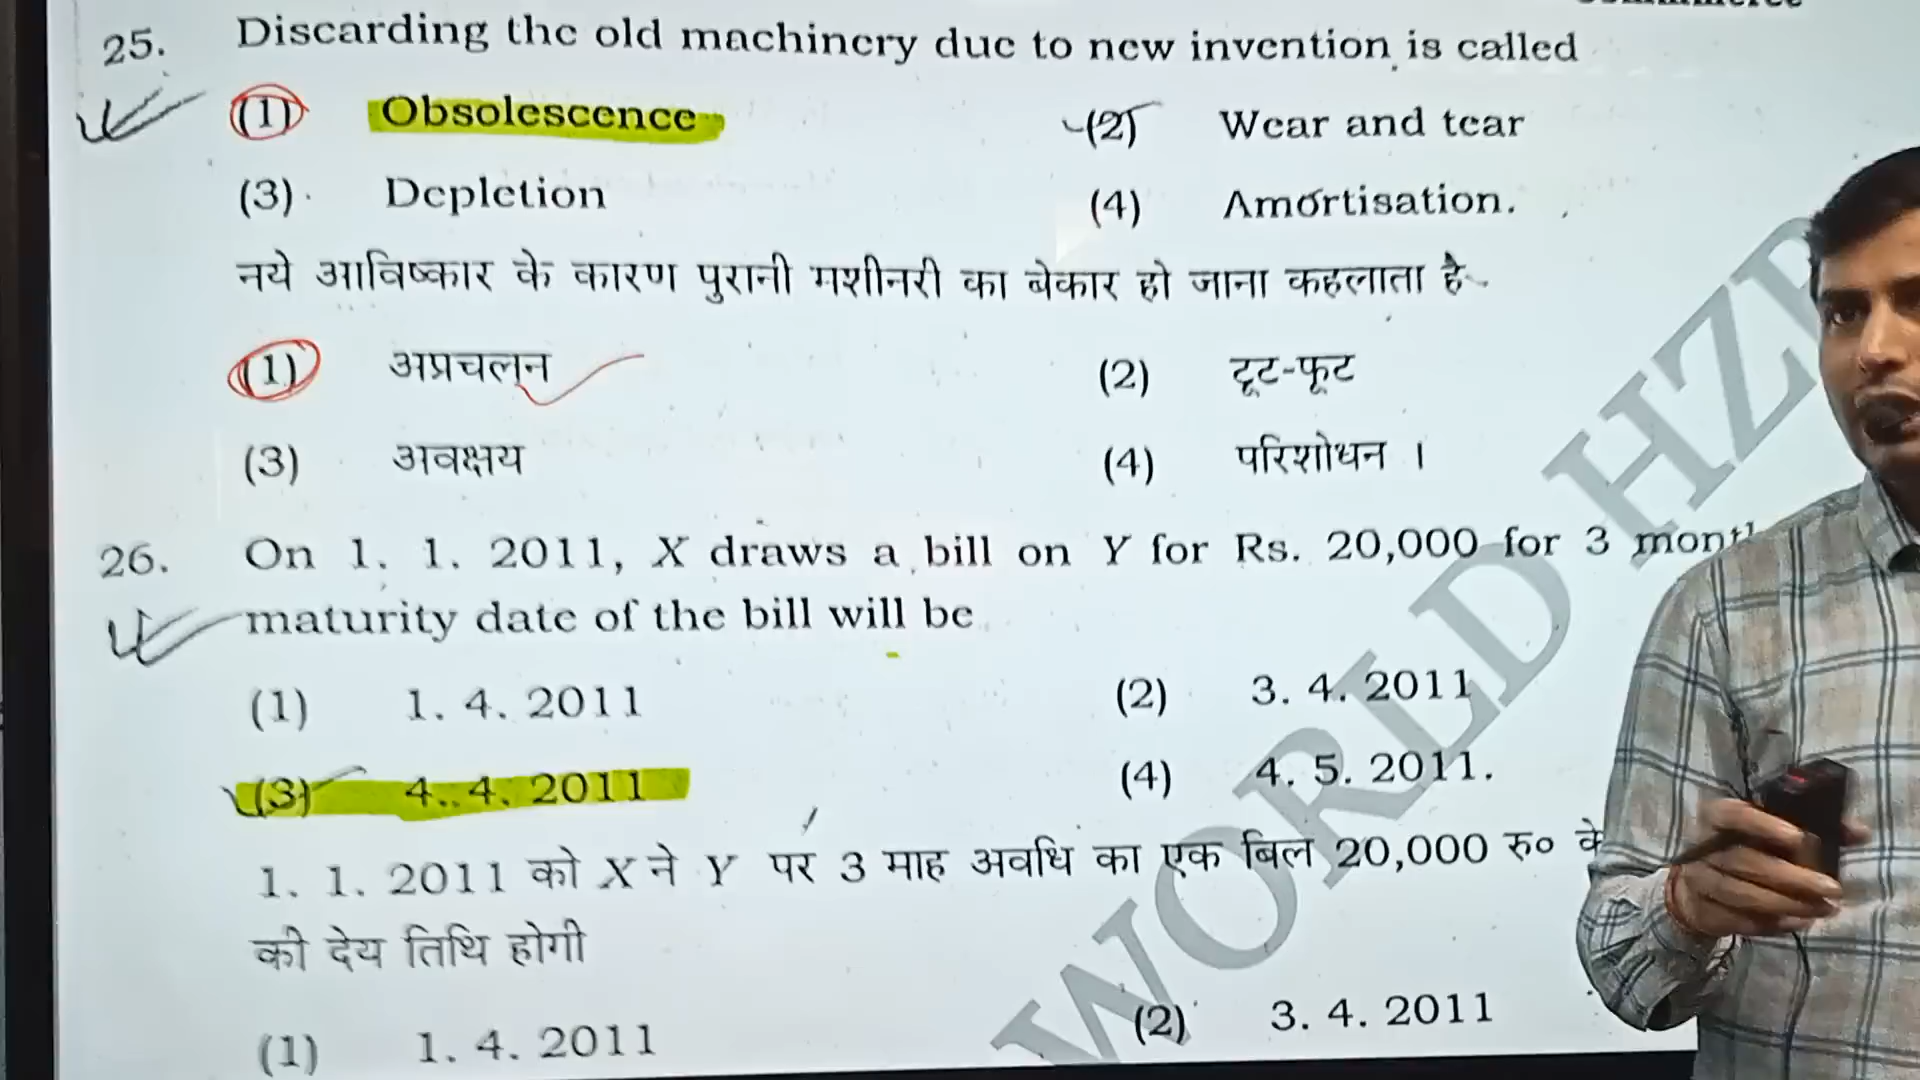 25. Discarding the old machinery due to new invention is called
(1) Obsolescence (2) Wear and tear
(3) Depletion (4) Amortisation.
नये आविष्कार के कारण पुरानी मशीनरी का बेकार हो जाना कहलाता है
(1) अप्रचलन (2) टूट-फूट
(3) अवक्षय (4) परिशोधन ।
26. On 1. 1. 2011, X draws a bill on Y for Rs. 20,000 for 3
maturity date of the bill will be
(1) 1. 4. 2011 (2) 3. 4. 2011
(3) 4. 4. 2011 (4) 4. 5. 2011.
1. 1. 2011 को X ने Y पर 3 माह अवधि का एक बिल 20,000 रु० के
की देय तिथि होगी
(1) 1. 4. 2011 (2) 3. 4. 2011
WORLD